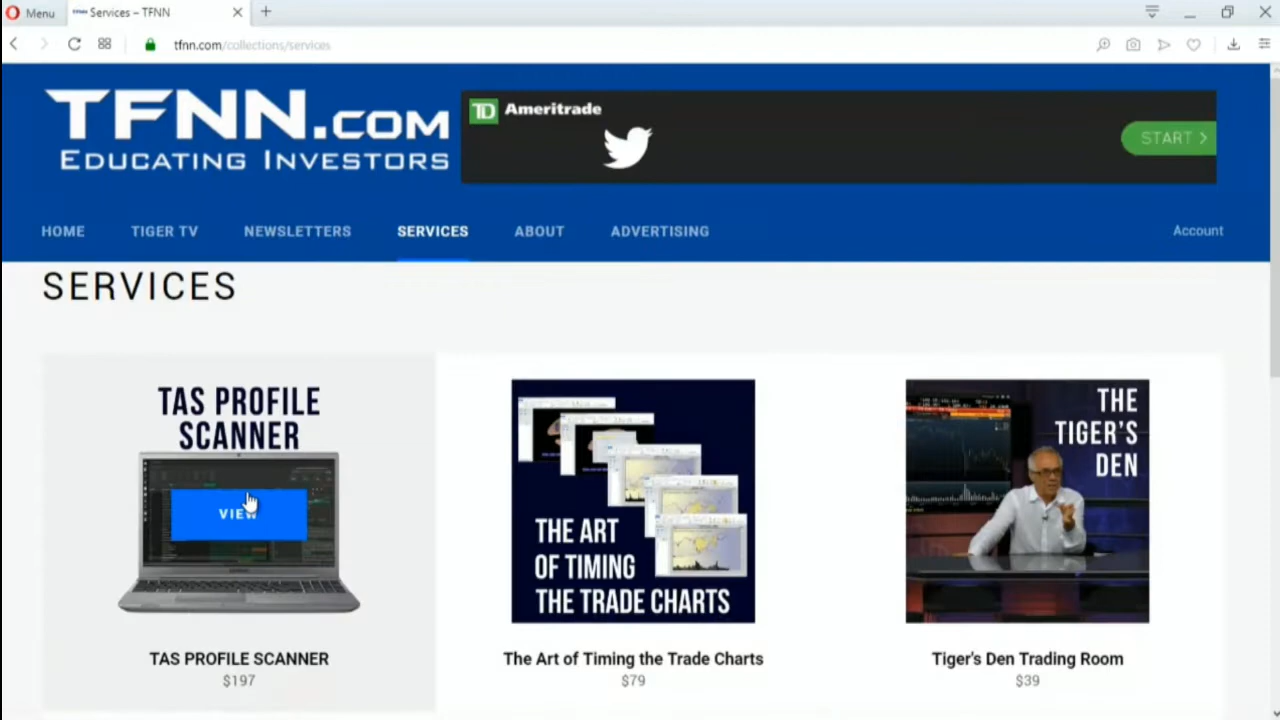 Menu
Services – TFNN
tfnn.com/collections/services
TFNN.COM
EDUCATING INVESTORS
TD Ameritrade
START >
HOME TIGER TV NEWSLETTERS SERVICES ABOUT ADVERTISING Account
SERVICES
TAS PROFILE
SCANNER
VIEW
THE ART
OF TIMING
THE TRADE CHARTS
THE
TIGER'S
DEN
TAS PROFILE SCANNER
$197
The Art of Timing the Trade Charts
$79
Tiger's Den Trading Room
$39